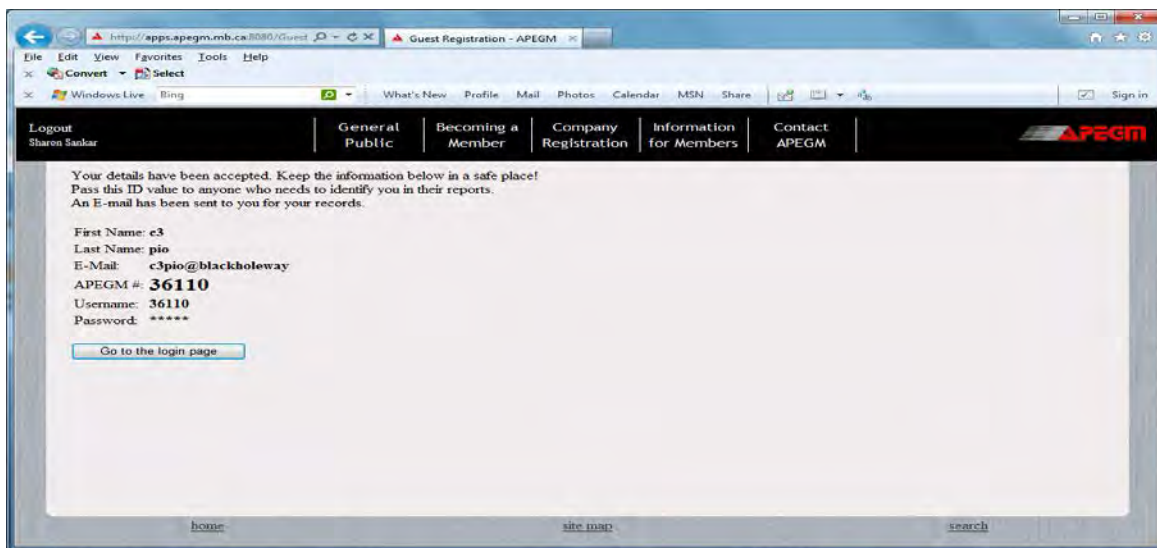 http://apps.apegm.mb.ca:8080/Guest
Guest Registration - APEGM
File Edit View Favorites Tools Help
Convert Select
Windows Live Bing What's New Profile Mail Photos Calendar MSN Share Sign in
Logout
Sharon Sankar
General Public
Becoming a Member
Company Registration
Information for Members
Contact APEGM
APEGM
Your details have been accepted. Keep the information below in a safe place!
Pass this ID value to anyone who needs to identify you in their reports.
An E-mail has been sent to you for your records.
First Name: c3
Last Name: pio
E-Mail: c3pio@blackholeway
APEGM #: 36110
Username: 36110
Password: *****
Go to the login page
home site map search